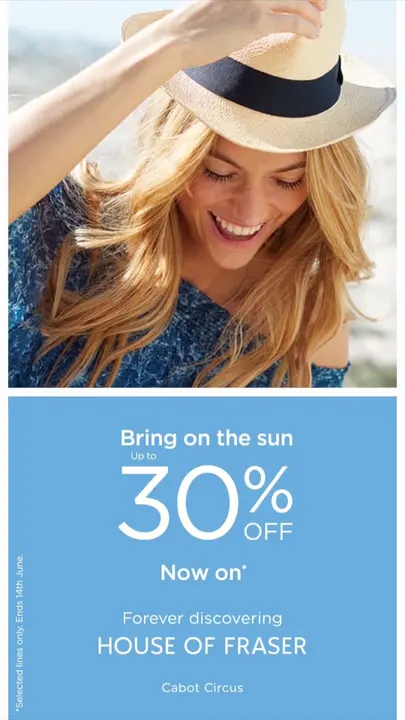 Bring on the sun
Up to
30%
OFF
Now on*
Forever discovering
HOUSE OF FRASER
Cabot Circus
*Selected lines only. Ends 14th June.